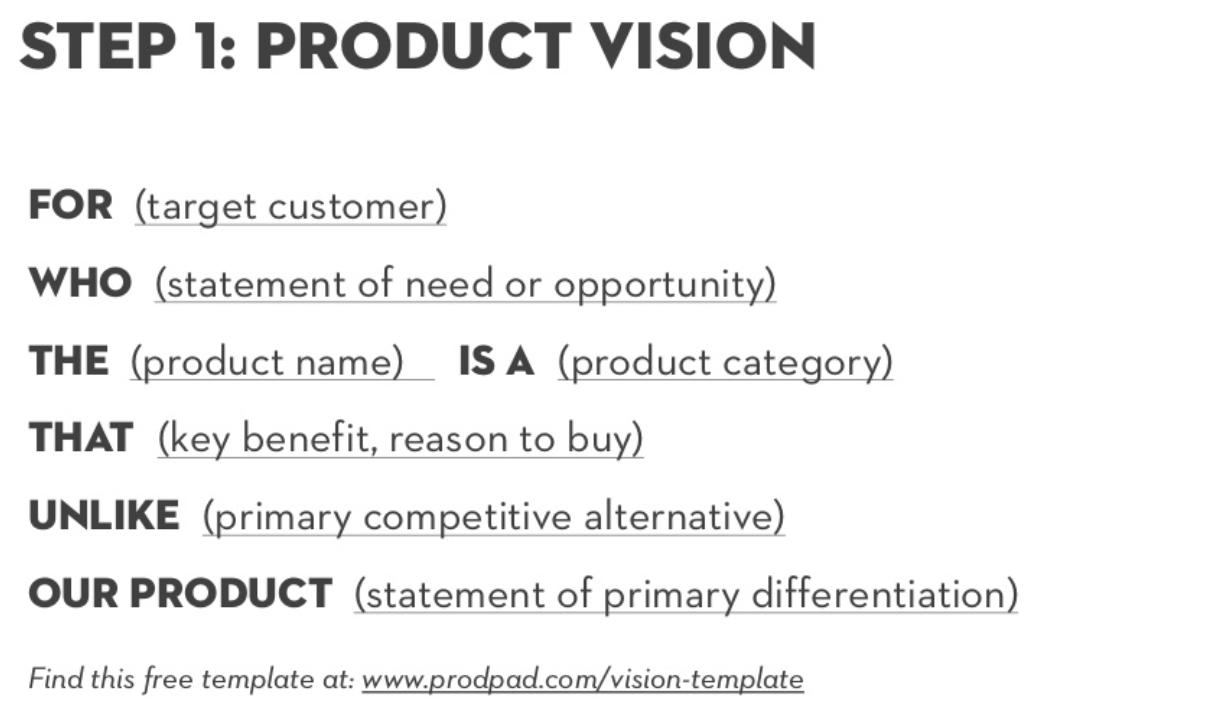 STEP 1: PRODUCT VISION
FOR (target customer)
WHO (statement of need or opportunity)
THE (product name) IS A (product category)
THAT (key benefit, reason to buy)
UNLIKE (primary competitive alternative)
OUR PRODUCT (statement of primary differentiation)
Find this free template at: www.prodpad.com/vision-template